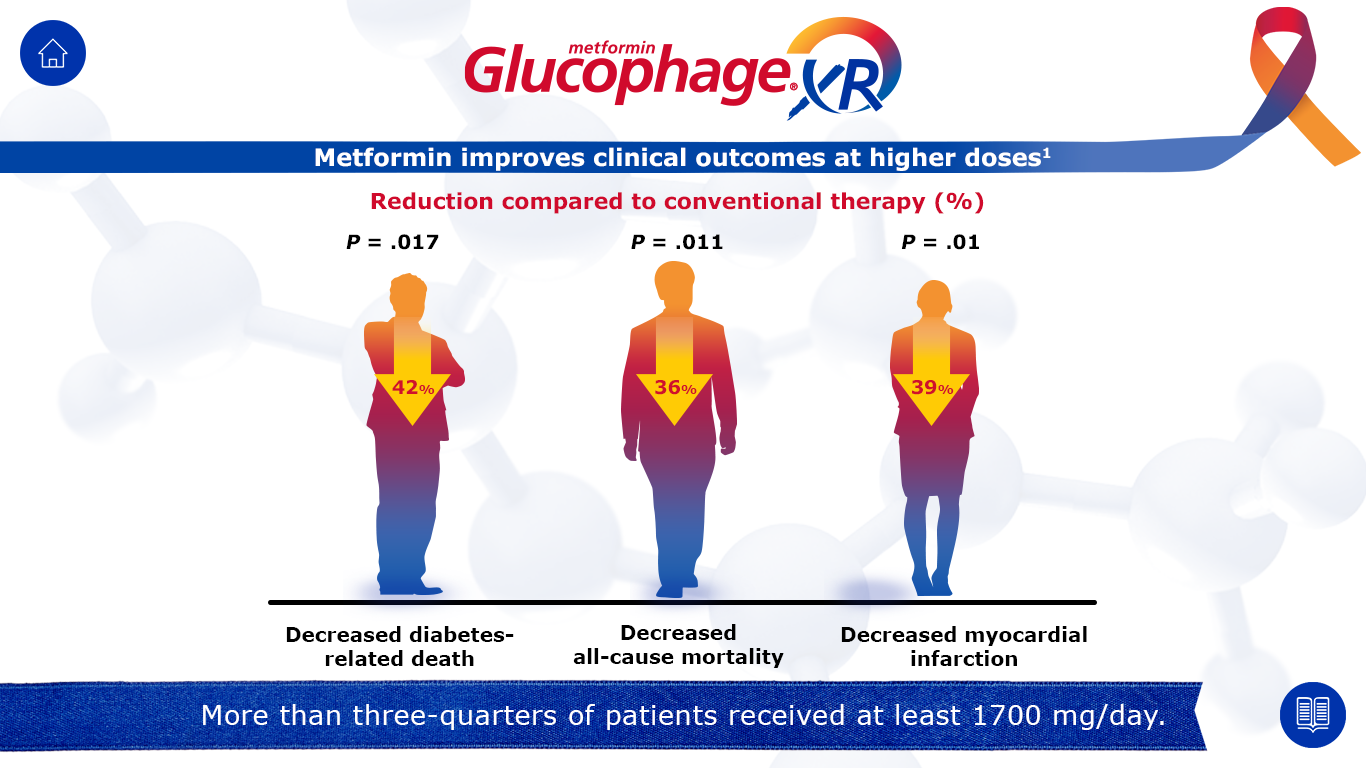 metformin
Glucophage® XR
Metformin improves clinical outcomes at higher doses¹
Reduction compared to conventional therapy (%)
P = .017
P = .011
P = .01
42%
36%
39%
Decreased diabetes-
related death
Decreased
all-cause mortality
Decreased myocardial
infarction
More than three-quarters of patients received at least 1700 mg/day.